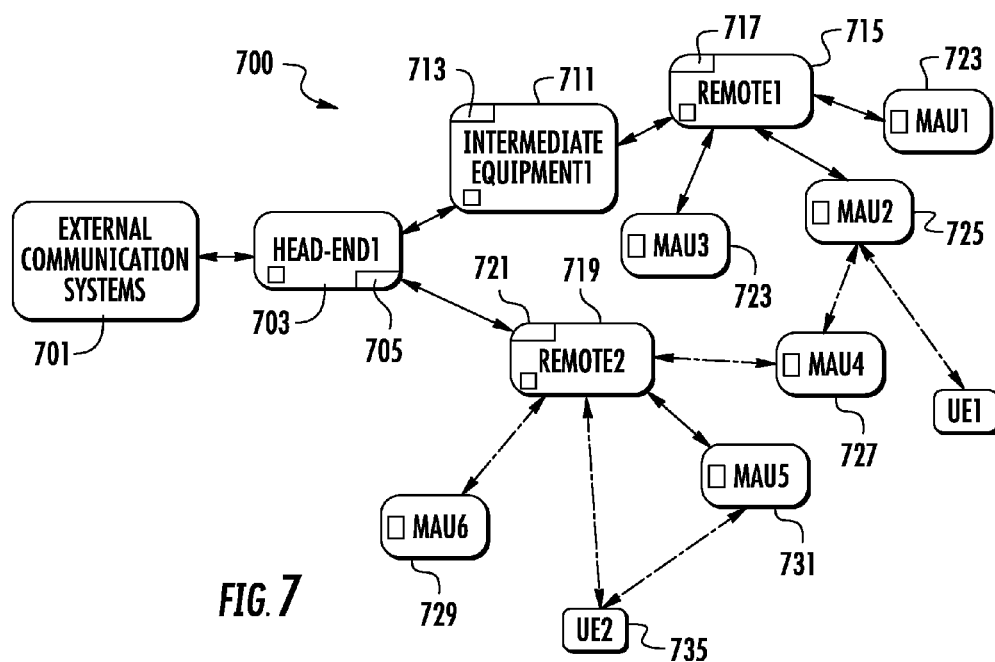 700
713
711
717
715
723
REMOTE1
MAU1
INTERMEDIATE
EQUIPMENT1
EXTERNAL
COMMUNICATION
SYSTEMS
HEAD-END1
MAU3
MAU2
725
701
703
705
721
719
723
REMOTE2
MAU4
UE1
727
MAU6
MAU5
731
729
FIG. 7
UE2
735